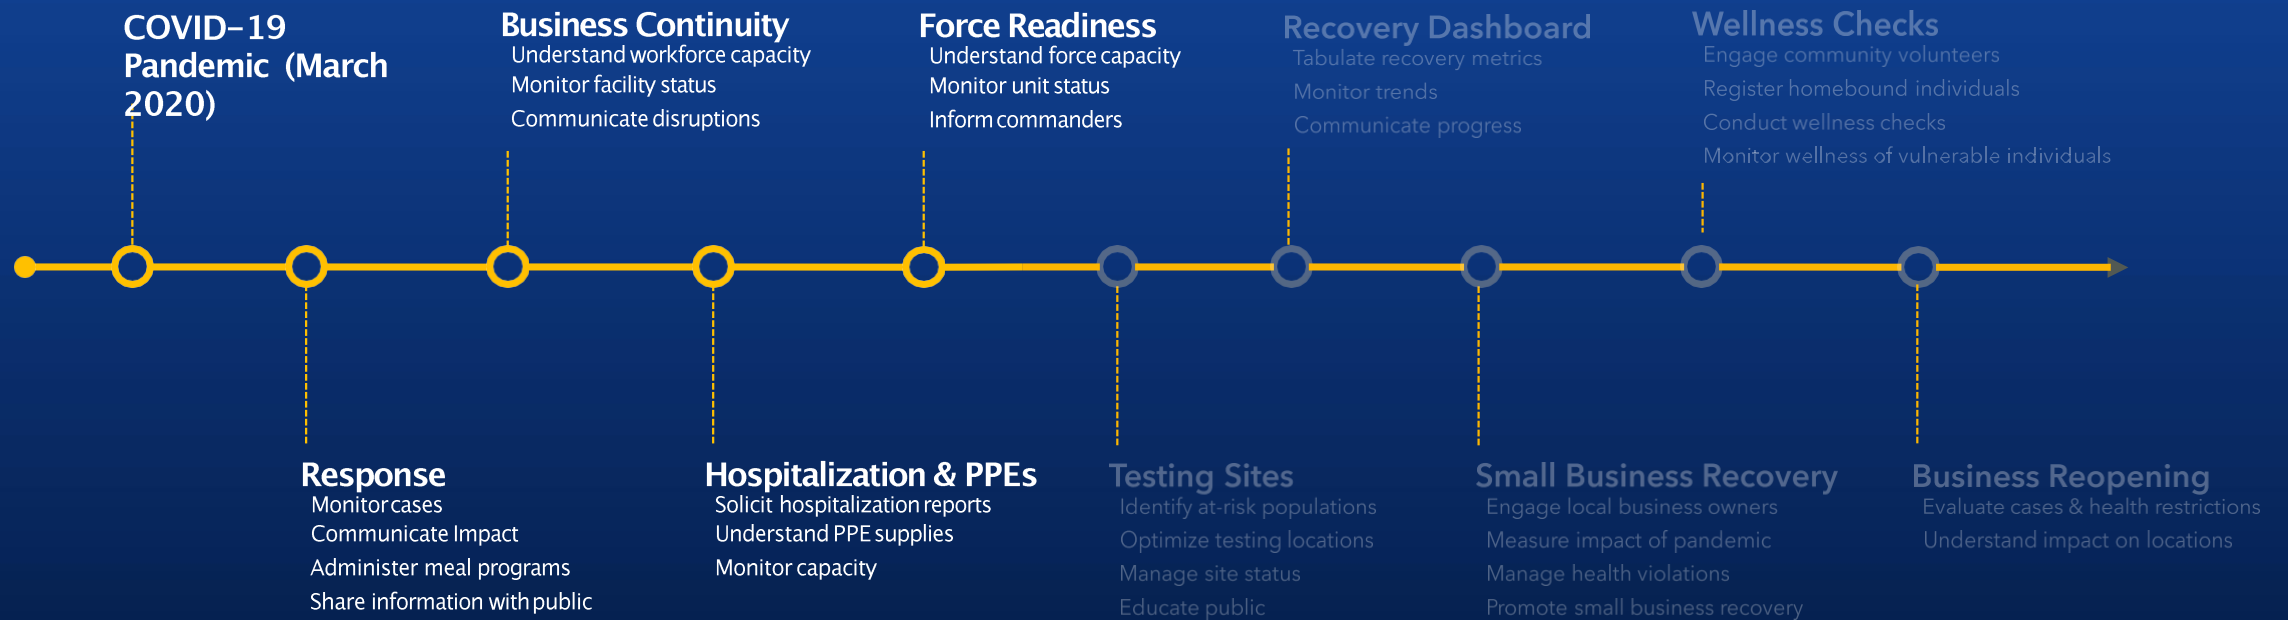 COVID-19
Pandemic (March
2020)
Business Continuity
Understand workforce capacity
Monitor facility status
Communicate disruptions
Force Readiness
Understand force capacity
Monitor unit status
Inform commanders
Recovery Dashboard
Tabulate recovery metrics
Monitor trends
Communicate progress
Wellness Checks
Engage community volunteers
Register homebound individuals
Conduct wellness checks
Monitor wellness of vulnerable individuals
Response
Monitor cases
Communicate Impact
Administer meal programs
Share information with public
Hospitalization & PPEs
Solicit hospitalization reports
Understand PPE supplies
Monitor capacity
Testing Sites
Identify at-risk populations
Optimize testing locations
Manage site status
Educate public
Small Business Recovery
Engage local business owners
Measure impact of pandemic
Manage health violations
Promote small business recovery
Business Reopening
Evaluate cases & health restrictions
Understand impact on locations